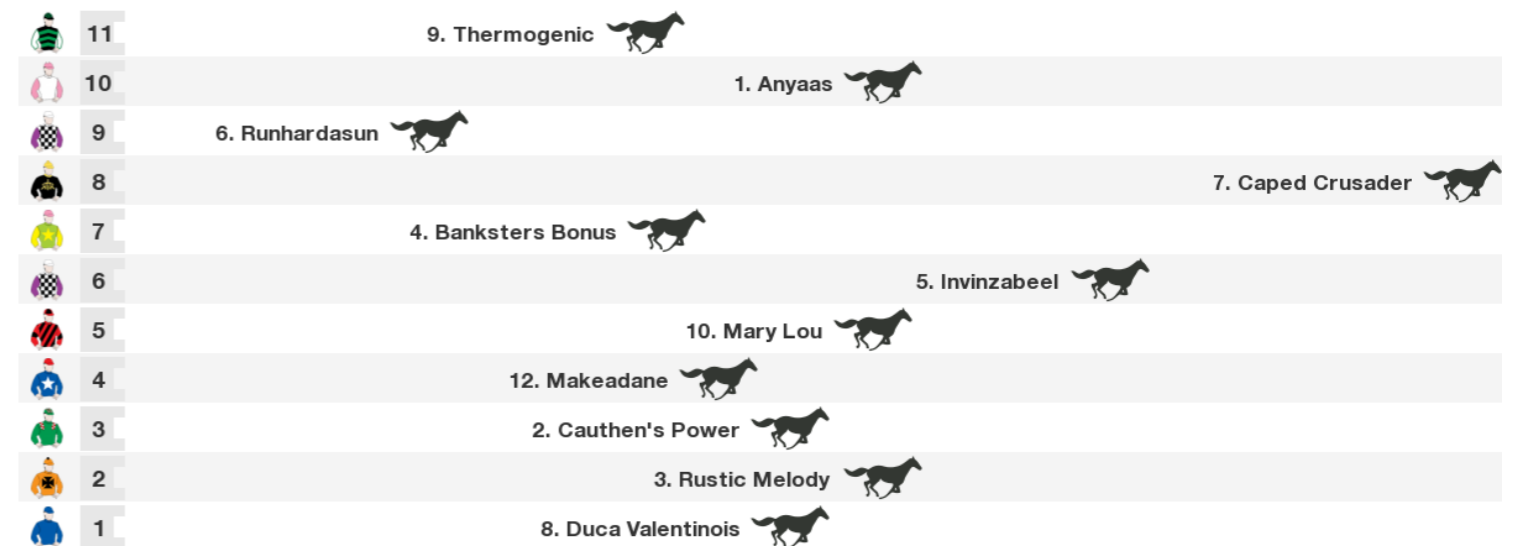 11 9. Thermogenic
10 1. Anyaas
9 6. Runhardasun
8 7. Caped Crusader
7 4. Banksters Bonus
6 5. Invinzabeel
5 10. Mary Lou
4 12. Makeadane
3 2. Cauthen's Power
2 3. Rustic Melody
1 8. Duca Valentinois